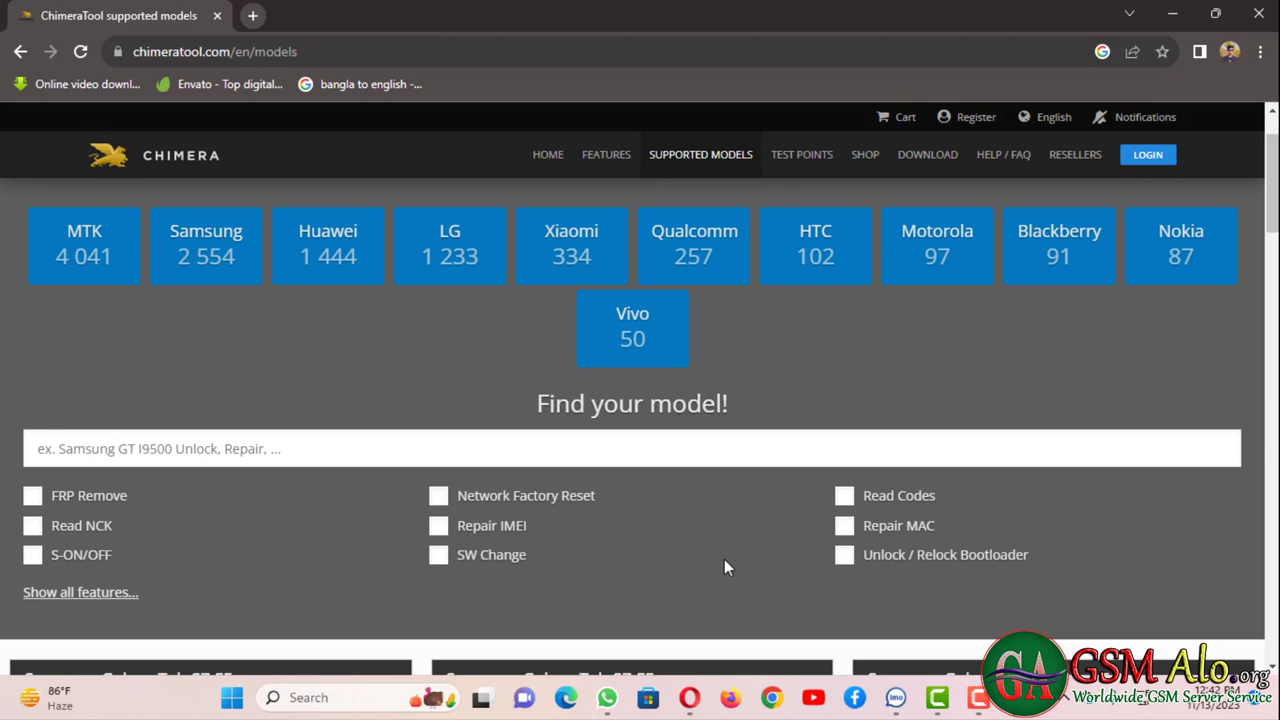 ChimeraTool supported models
chimeratool.com/en/models
Online video downl...
Envato - Top digital...
bangla to english -...
Cart
Register
English
Notifications
CHIMERA
HOME
FEATURES
SUPPORTED MODELS
TEST POINTS
SHOP
DOWNLOAD
HELP / FAQ
RESELLERS
LOGIN
MTK
4 041
Samsung
2 554
Huawei
1 444
LG
1 233
Xiaomi
334
Qualcomm
257
HTC
102
Motorola
97
Blackberry
91
Nokia
87
Vivo
50
Find your model!
ex. Samsung GT I9500 Unlock, Repair, ...
FRP Remove
Network Factory Reset
Read Codes
Read NCK
Repair IMEI
Repair MAC
S-ON/OFF
SW Change
Unlock / Relock Bootloader
Show all features...
GA
GSM Alo.org
Worldwide GSM Server Service
86°F
Haze
Search
imo
12:42 PM
11/13/2023